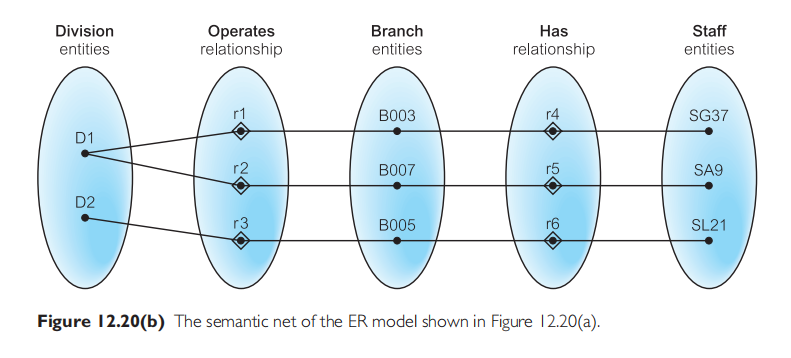 Division
entities
Operates
relationship
Branch
entities
Has
relationship
Staff
entities
r1
B003
r4
SG37
D1
r2
B007
r5
SA9
D2
r3
B005
r6
SL21
Figure 12.20(b) The semantic net of the ER model shown in Figure 12.20(a).